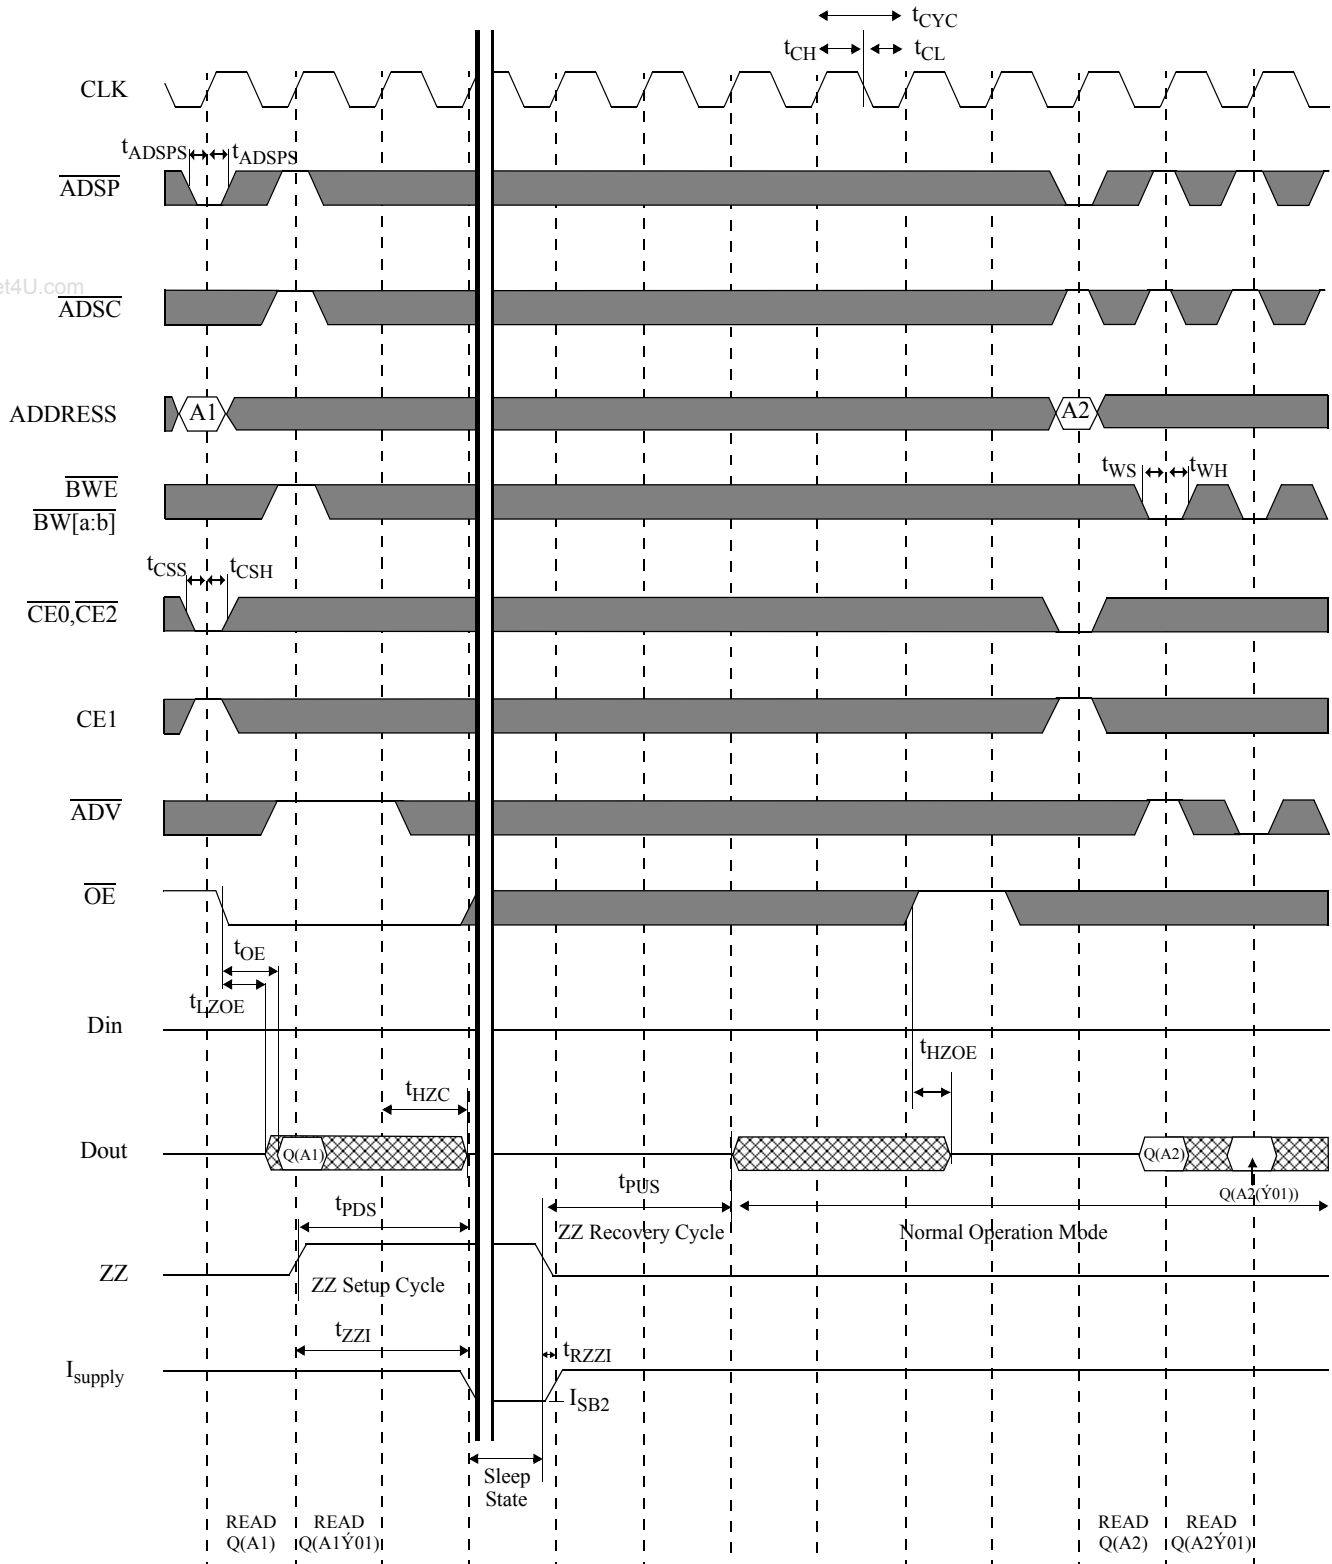 tCYC
tCH
tCL
CLK
tADSPS
tADSPS
ADSP
et4U.com
ADSC
ADDRESS
A1
A2
BWE
BW[a:b]
tWS
tWH
tCSS
tCSH
CE0,CE2
CE1
ADV
OE
tOE
tLZOE
Din
tHZOE
tHZC
Dout
Q(A1)
Q(A2)
Q(A2(Ý01))
tPDS
tPUS
ZZ Recovery Cycle
Normal Operation Mode
ZZ
ZZ Setup Cycle
tZZI
tRZZI
Isupply
ISB2
Sleep
State
READ
Q(A1)
READ
Q(A1Ý01)
READ
Q(A2)
READ
Q(A2Ý01)